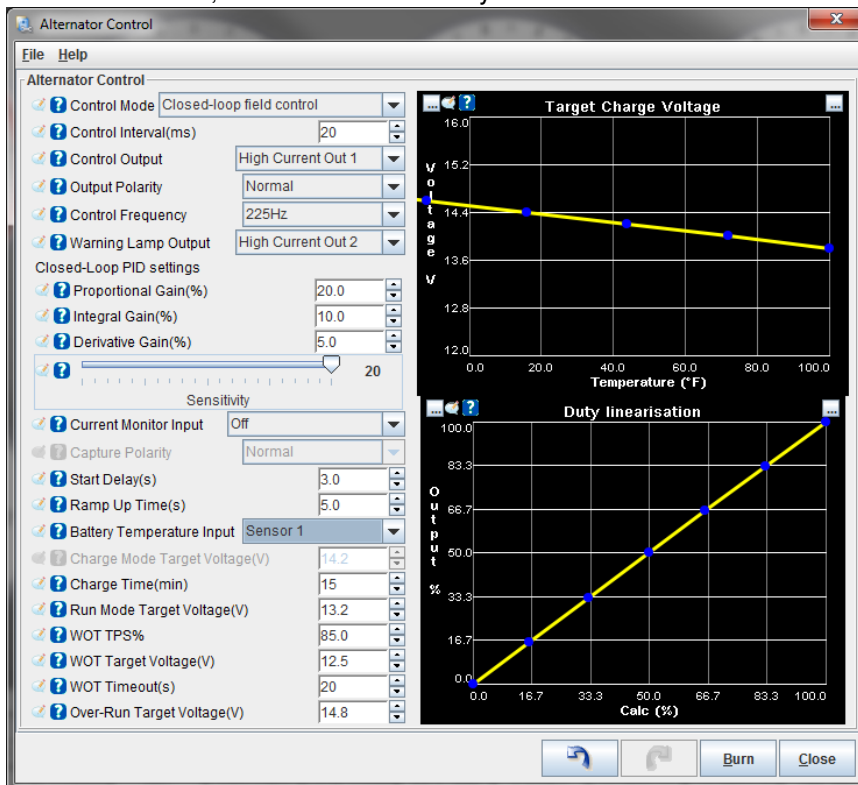 Alternator Control
File Help
Alternator Control
Control Mode Closed-loop field control
Control Interval(ms) 20
Control Output High Current Out 1
Output Polarity Normal
Control Frequency 225Hz
Warning Lamp Output High Current Out 2
Closed-Loop PID settings
Proportional Gain(%) 20.0
Integral Gain(%) 10.0
Derivative Gain(%) 5.0
20
Sensitivity
Current Monitor Input Off
Capture Polarity Normal
Start Delay(s) 3.0
Ramp Up Time(s) 5.0
Battery Temperature Input Sensor 1
Charge Mode Target Voltage(V) 14.2
Charge Time(min) 15
Run Mode Target Voltage(V) 13.2
WOT TPS% 85.0
WOT Target Voltage(V) 12.5
WOT Timeout(s) 20
Over-Run Target Voltage(V) 14.8
... ? Target Charge Voltage ...
Voltage V
16.0
15.2
14.4
13.6
12.8
12.0
0.0 20.0 40.0 60.0 80.0 100.0
Temperature (°F)
... ? Duty linearisation ...
Output %
100.0
83.3
66.7
50.0
33.3
16.7
0.0
0.0 16.7 33.3 50.0 66.7 83.3 100.0
Calc (%)
Burn Close